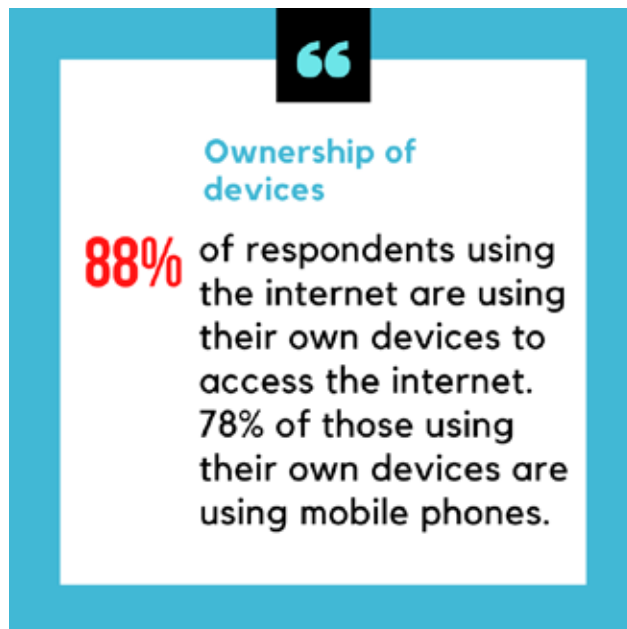 “
Ownership of
devices
88% of respondents using
the internet are using
their own devices to
access the internet.
78% of those using
their own devices are
using mobile phones.